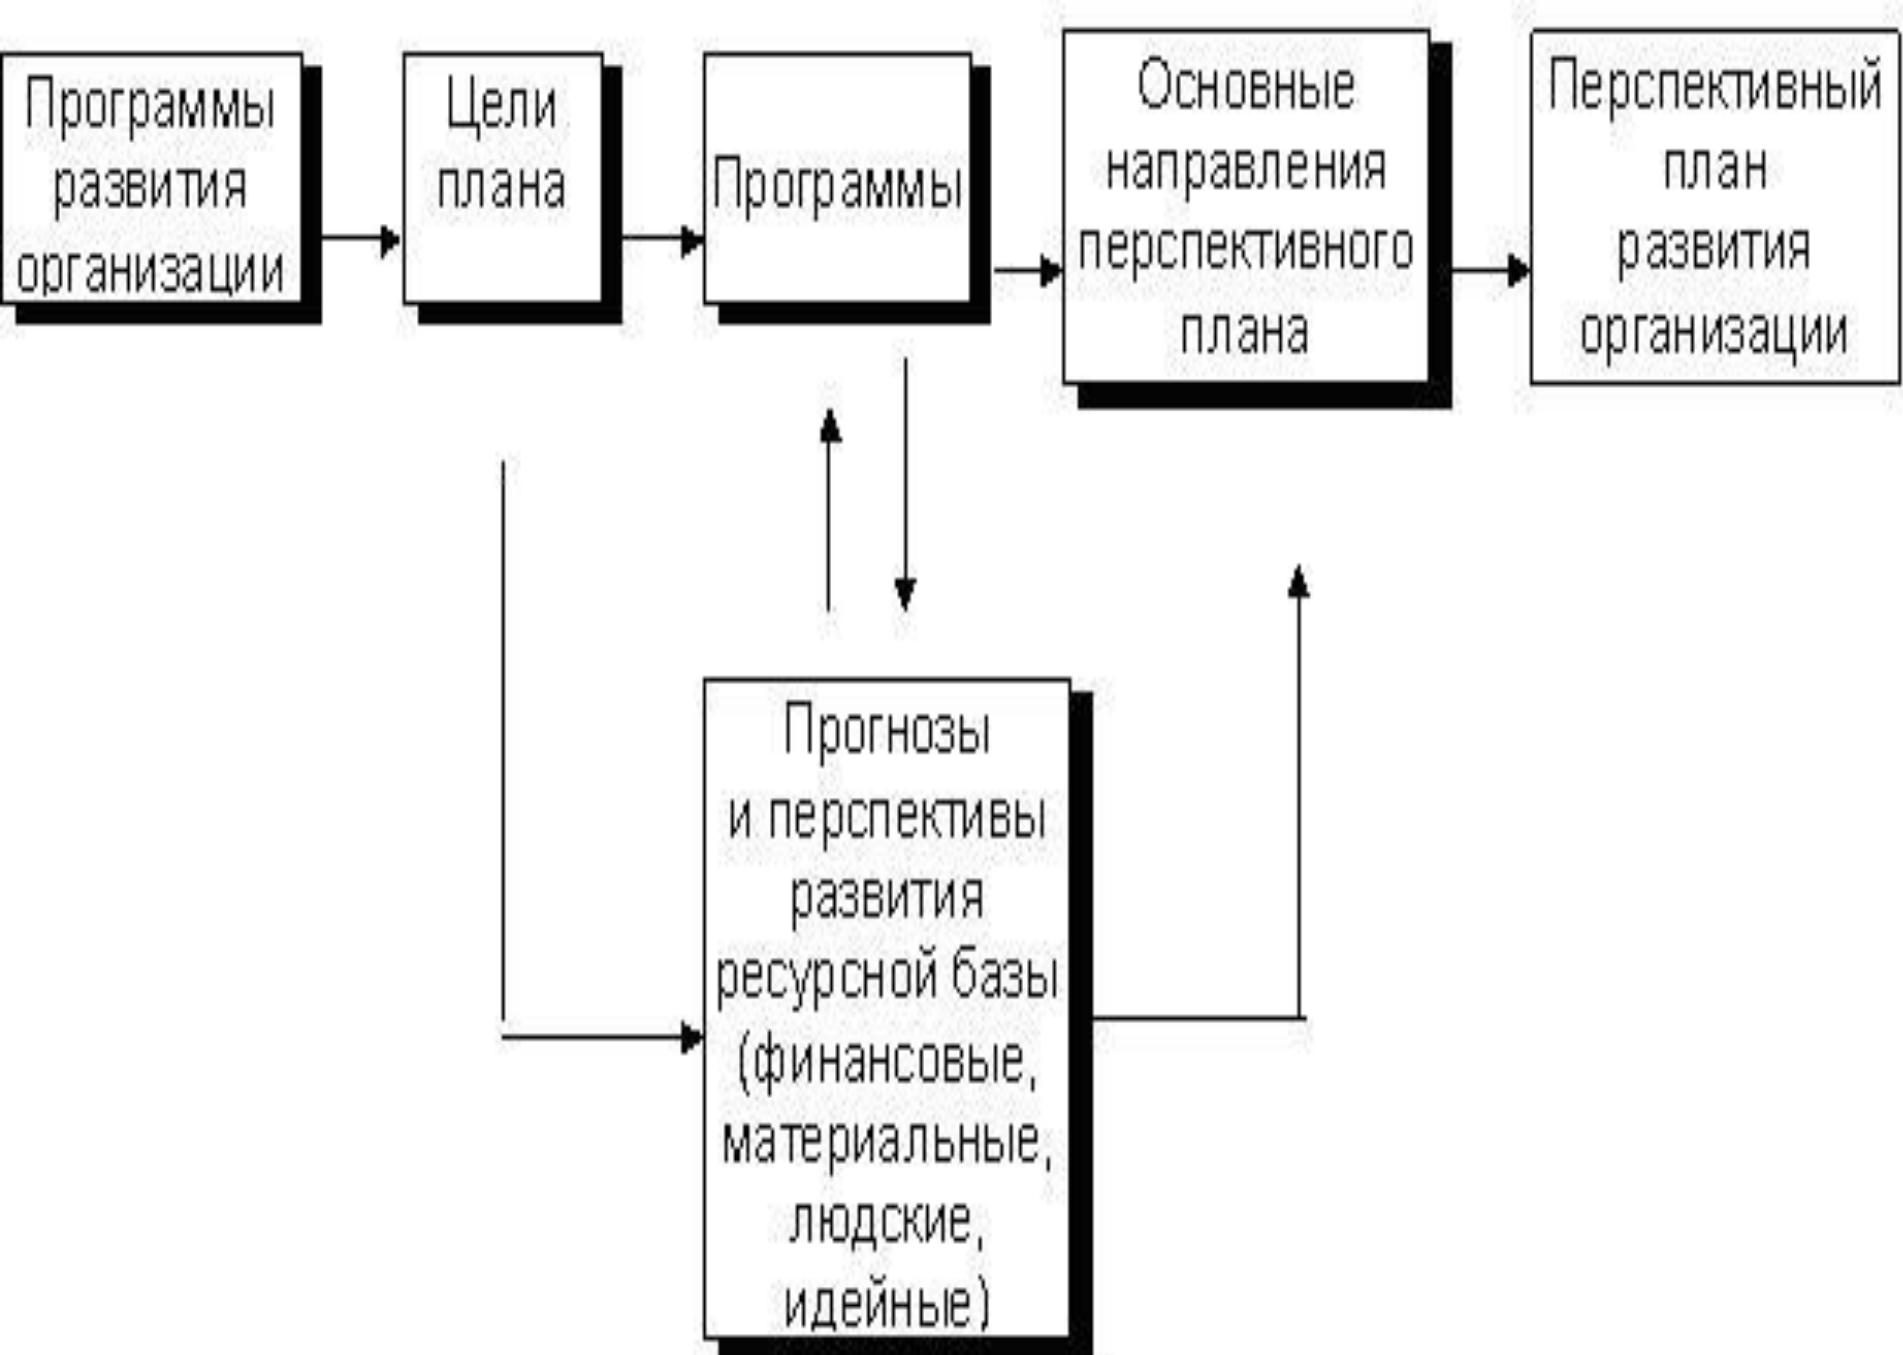 Программы
развития
организации
Цели
плана
Программы
Основные
направления
перспективного
плана
Перспективный
план
развития
организации
Прогнозы
и перспективы
развития
ресурсной базы
(финансовые,
материальные,
людские,
идейные)